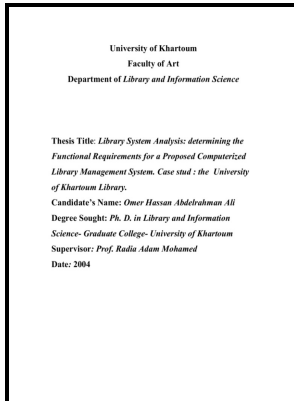 University of Khartoum
Faculty of Art
Department of Library and Information Science
Thesis Title: Library System Analysis: determining the
Functional Requirements for a Proposed Computerized
Library Management System. Case stud : the University
of Khartoum Library.
Candidate's Name: Omer Hassan Abdelrahman Ali
Degree Sought: Ph. D. in Library and Information
Science- Graduate College- University of Khartoum
Supervisor: Prof. Radia Adam Mohamed
Date: 2004